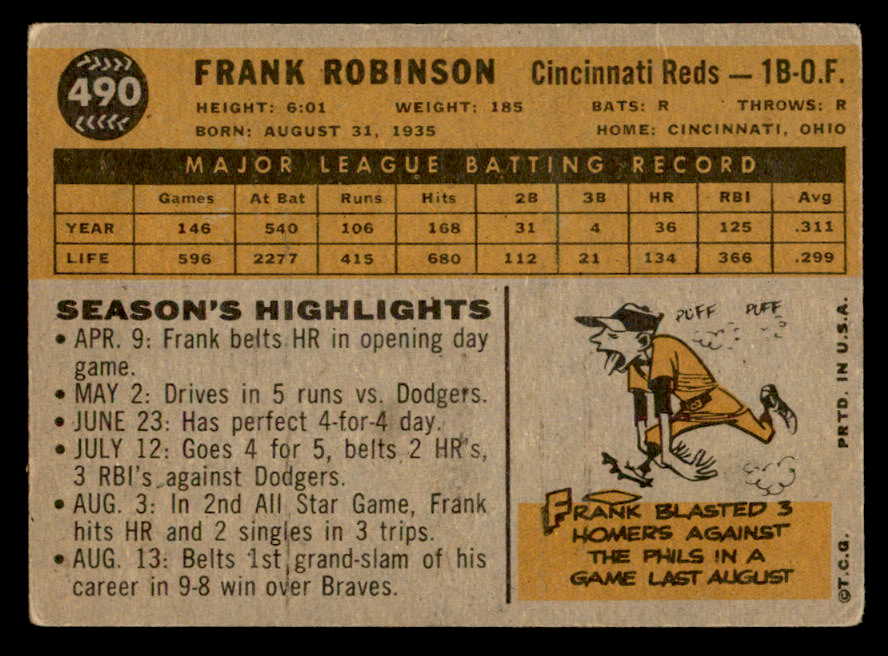 490
FRANK ROBINSON Cincinnati Reds — 1B-O.F.
HEIGHT: 6:01 WEIGHT: 185 BATS: R THROWS: R
BORN: AUGUST 31, 1935 HOME: CINCINNATI, OHIO
MAJOR LEAGUE BATTING RECORD
Games At Bat Runs Hits 2B 3B HR RBI Avg
YEAR 146 540 106 168 31 4 36 125 .311
LIFE 596 2277 415 680 112 21 134 366 .299
SEASON'S HIGHLIGHTS
• APR. 9: Frank belts HR in opening day
game.
• MAY 2: Drives in 5 runs vs. Dodgers.
• JUNE 23: Has perfect 4-for-4 day.
• JULY 12: Goes 4 for 5, belts 2 HR's,
3 RBI's against Dodgers.
• AUG. 3: In 2nd All Star Game, Frank
hits HR and 2 singles in 3 trips.
• AUG. 13: Belts 1st grand-slam of his
career in 9-8 win over Braves.
PUFF PUFF
FRANK BLASTED 3
HOMERS AGAINST
THE PHILS IN A
GAME LAST AUGUST
©T.C.G. PRTD. IN U.S.A.